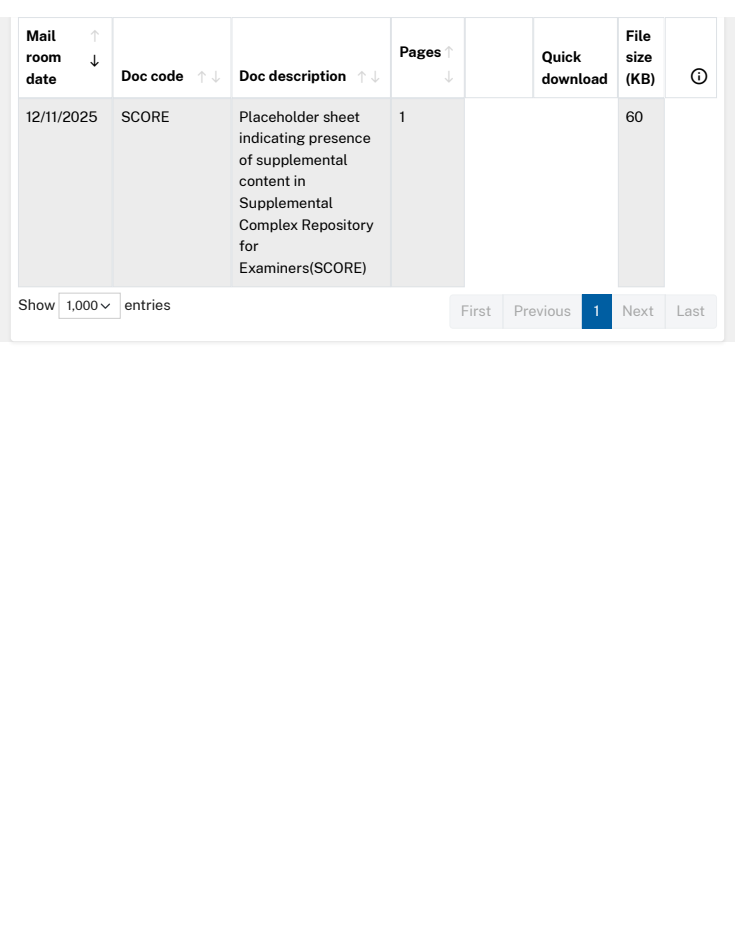 Mail
room
date
Doc code
Doc description
Pages
Quick
download
File
size
(KB)
12/11/2025
SCORE
Placeholder sheet
indicating presence
of supplemental
content in
Supplemental
Complex Repository
for
Examiners(SCORE)
1
60
Show 1,000 entries
First Previous 1 Next Last